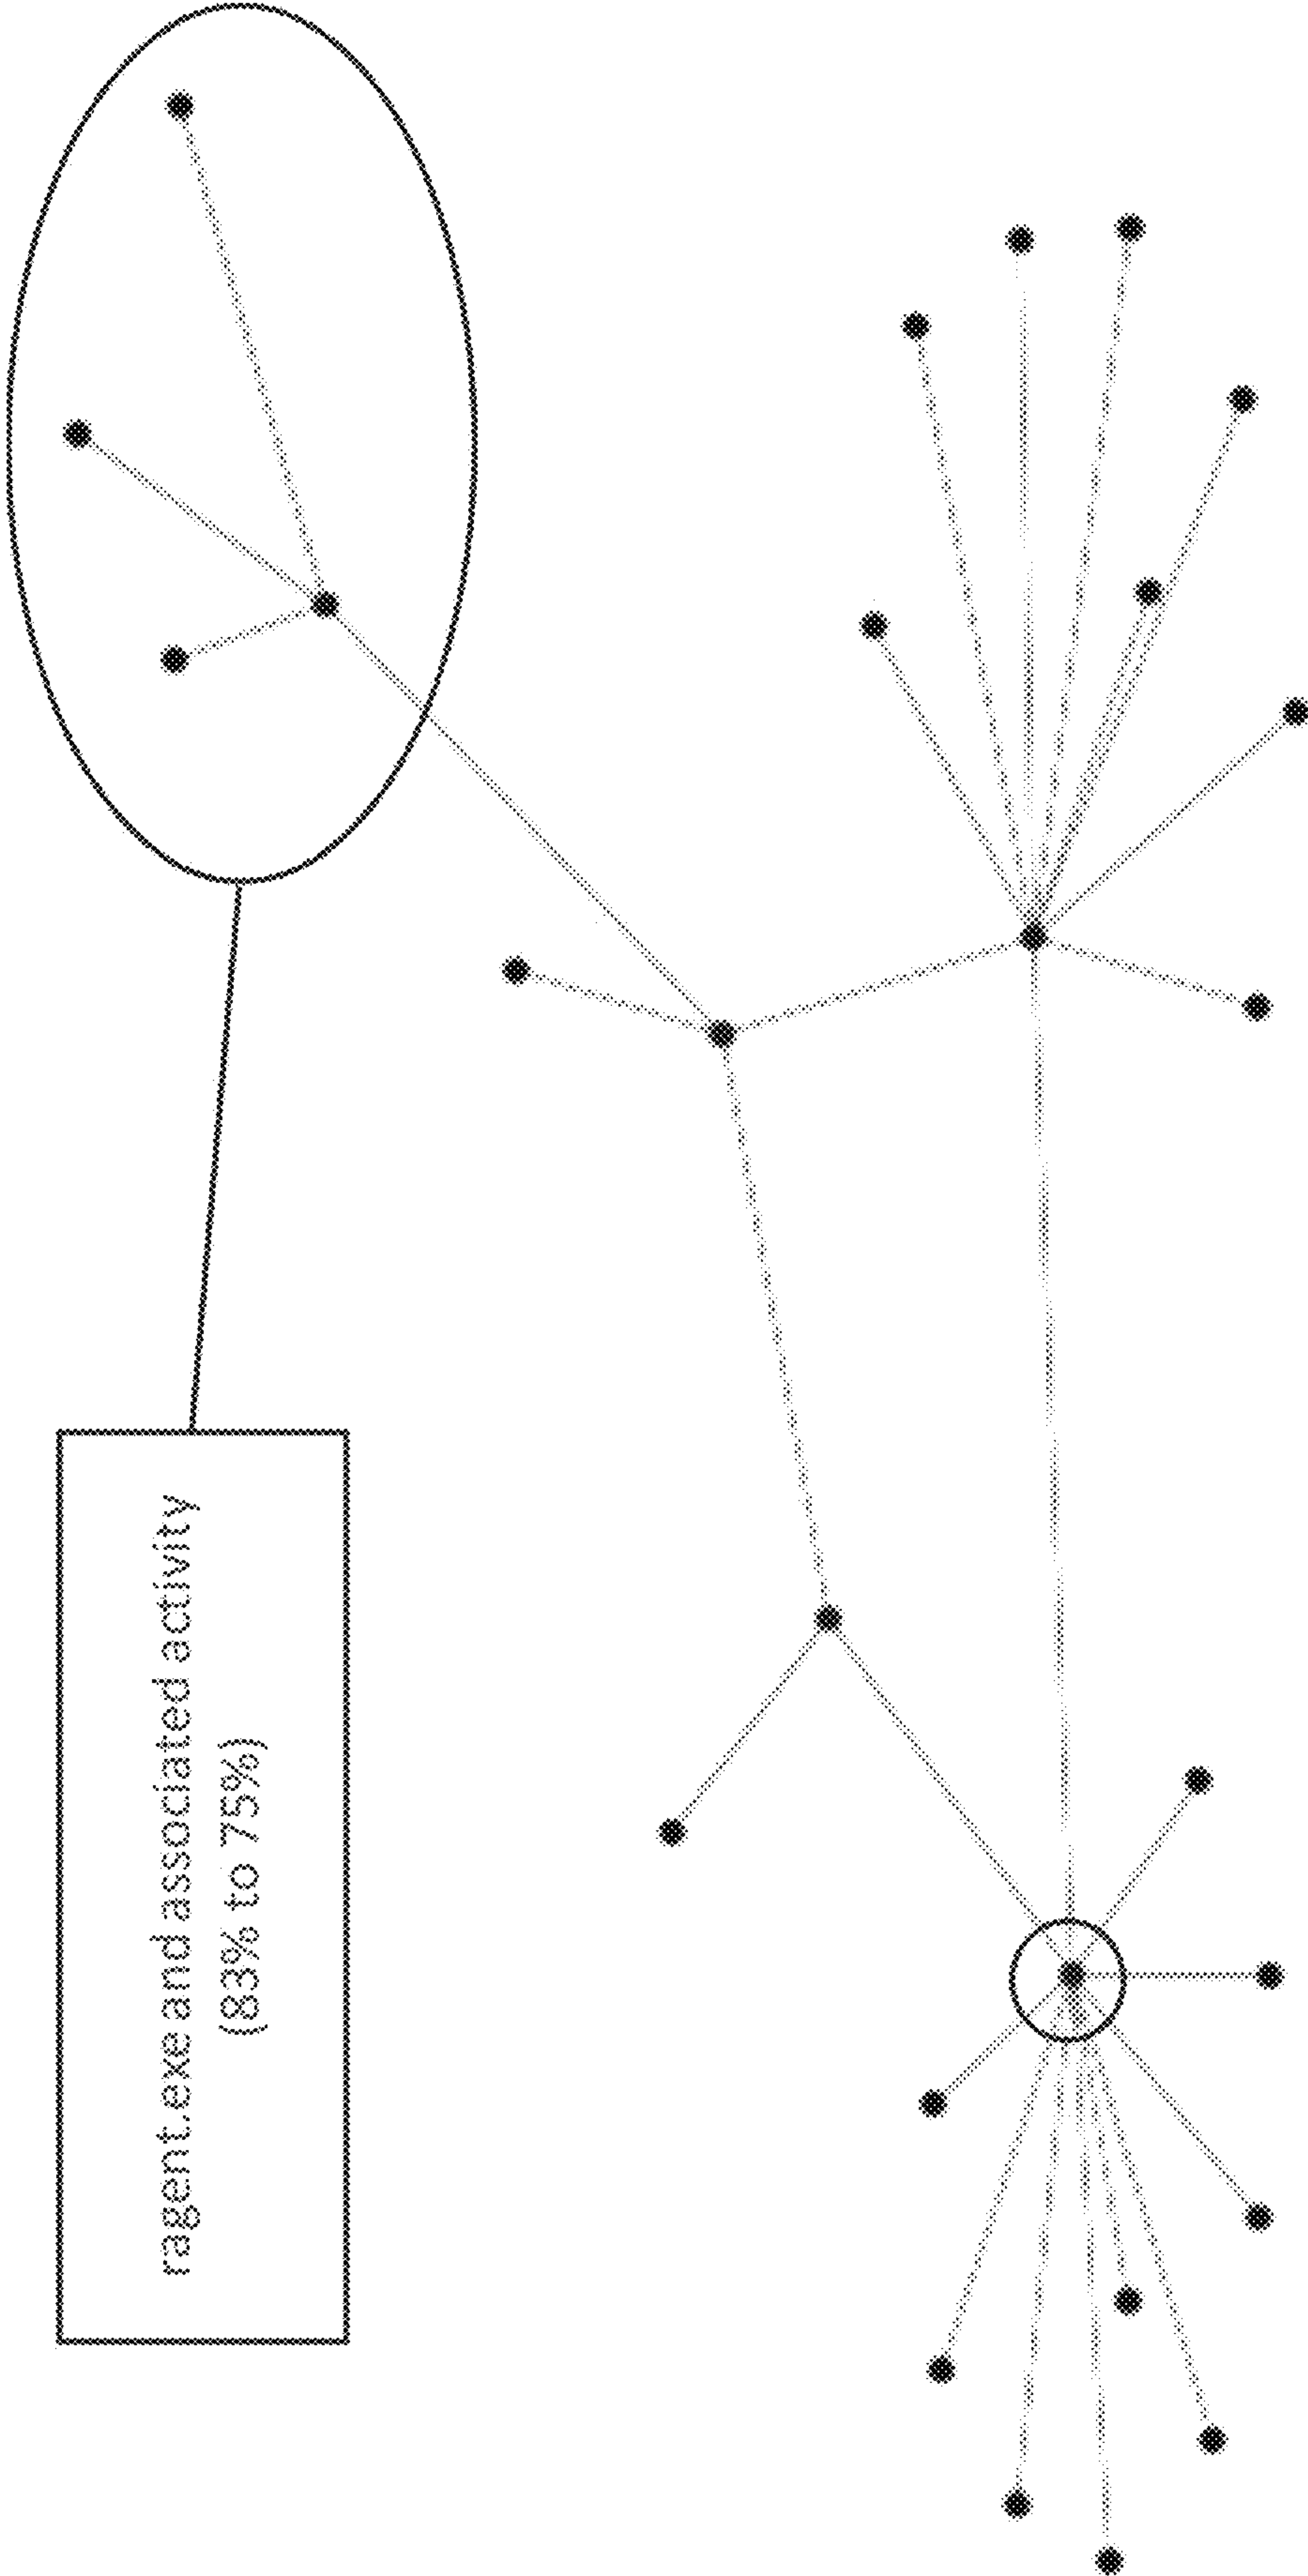 ragent.exe and associated activity
(83% to 75%)